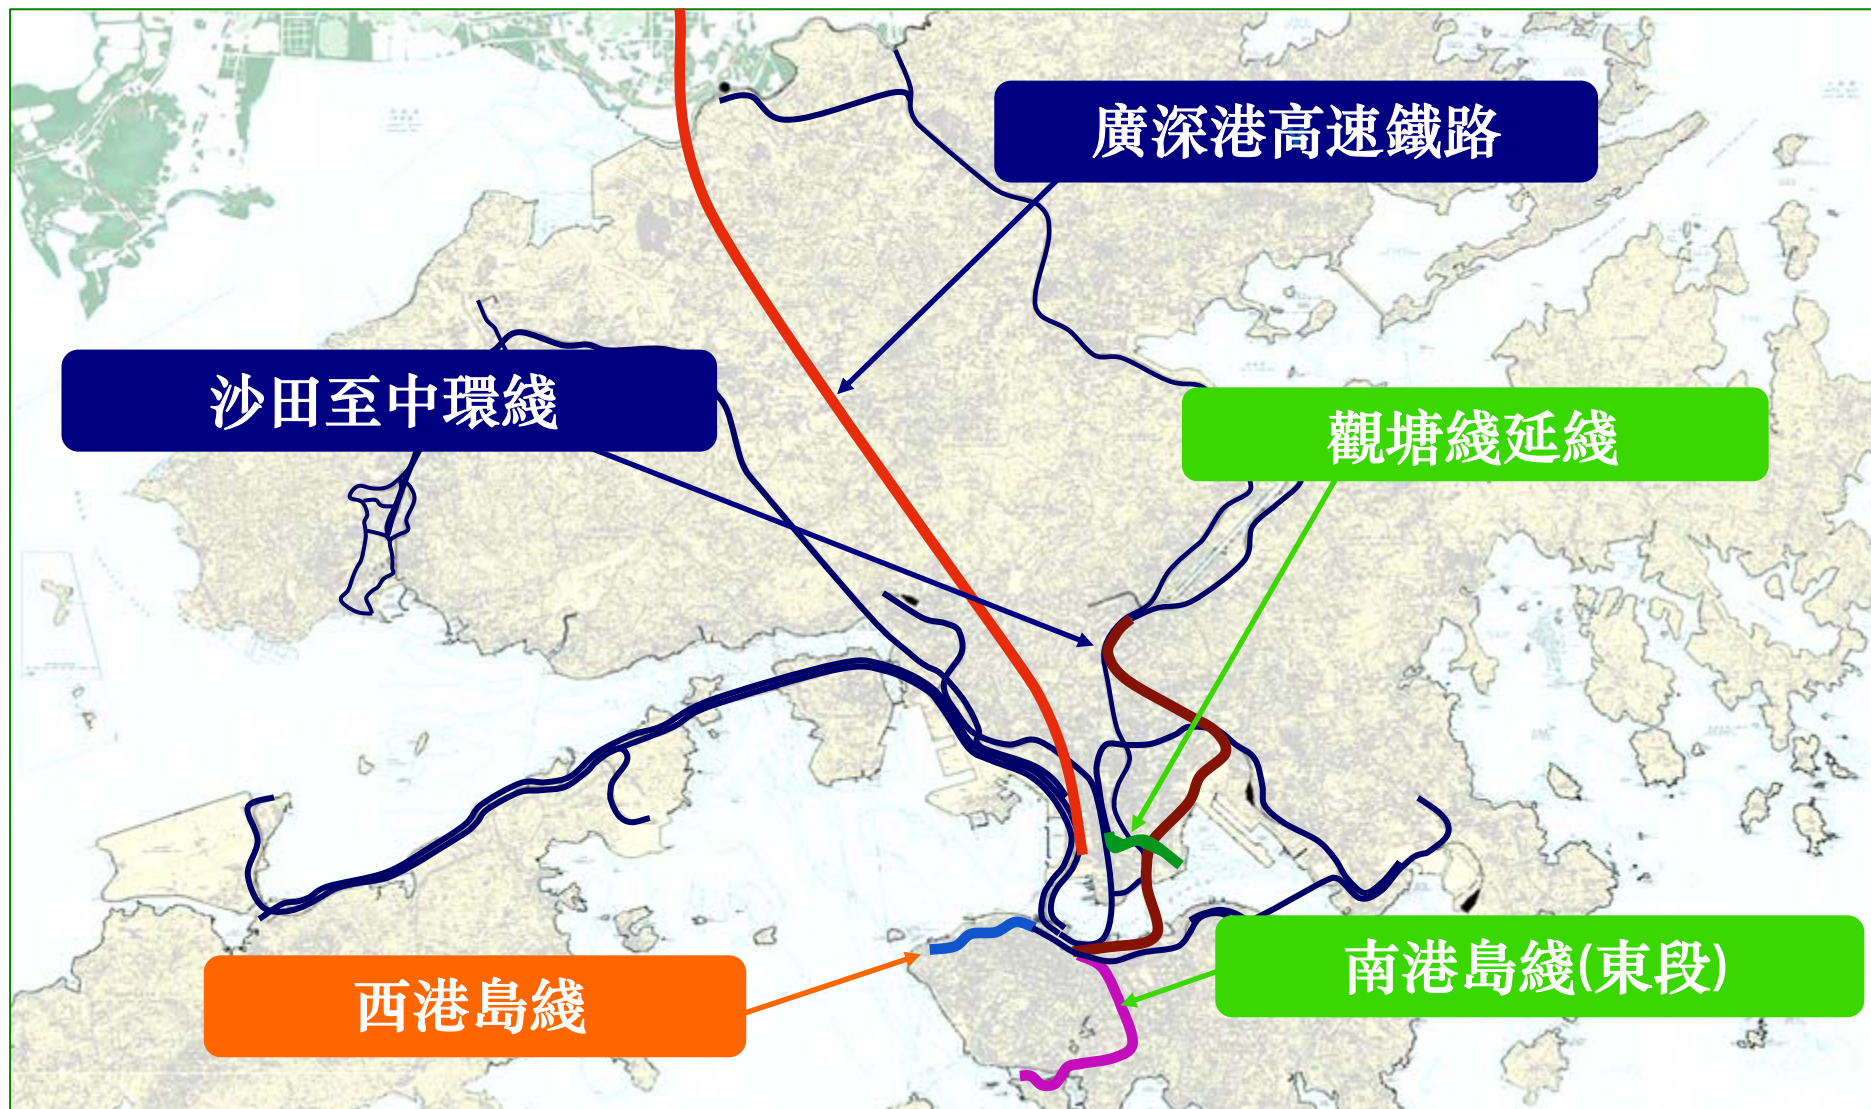 廣深港高速鐵路
沙田至中環綫
觀塘綫延綫
南港島綫(東段)
西港島綫